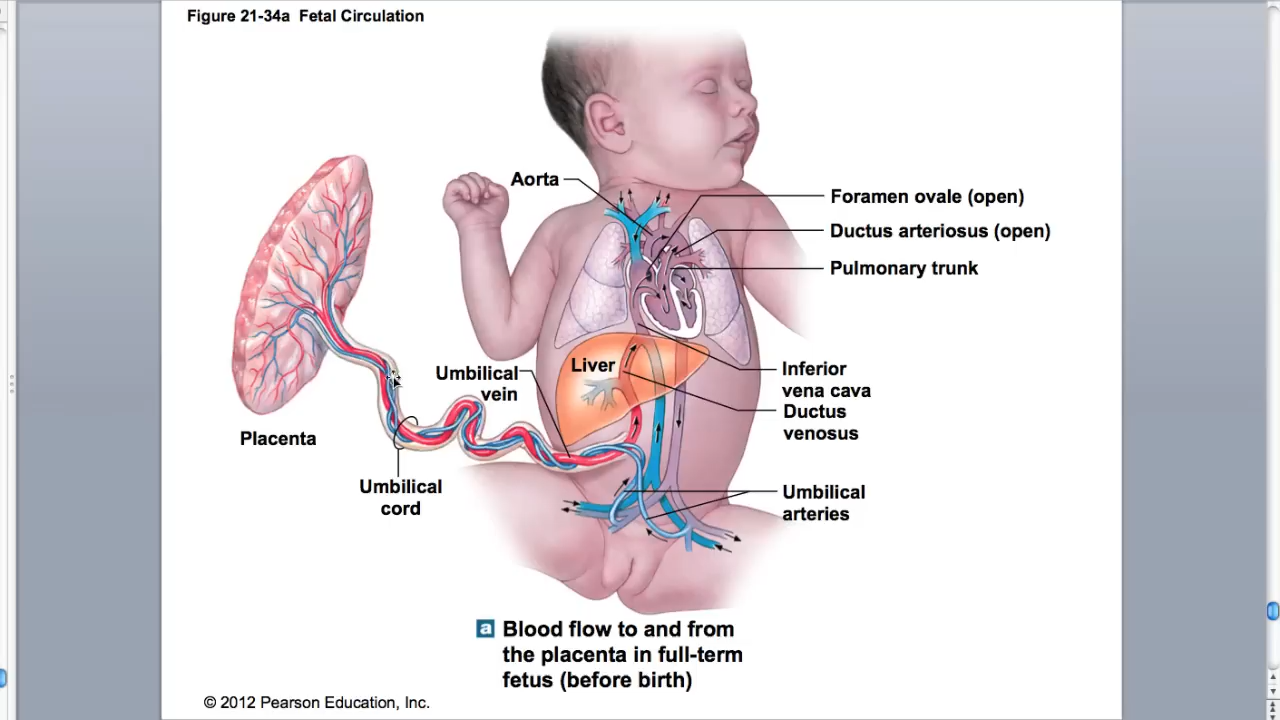 Figure 21-34a Fetal Circulation
Aorta
Foramen ovale (open)
Ductus arteriosus (open)
Pulmonary trunk
Liver
Umbilical
vein
Inferior
vena cava
Ductus
venosus
Placenta
Umbilical
cord
Umbilical
arteries
a Blood flow to and from
the placenta in full-term
fetus (before birth)
© 2012 Pearson Education, Inc.